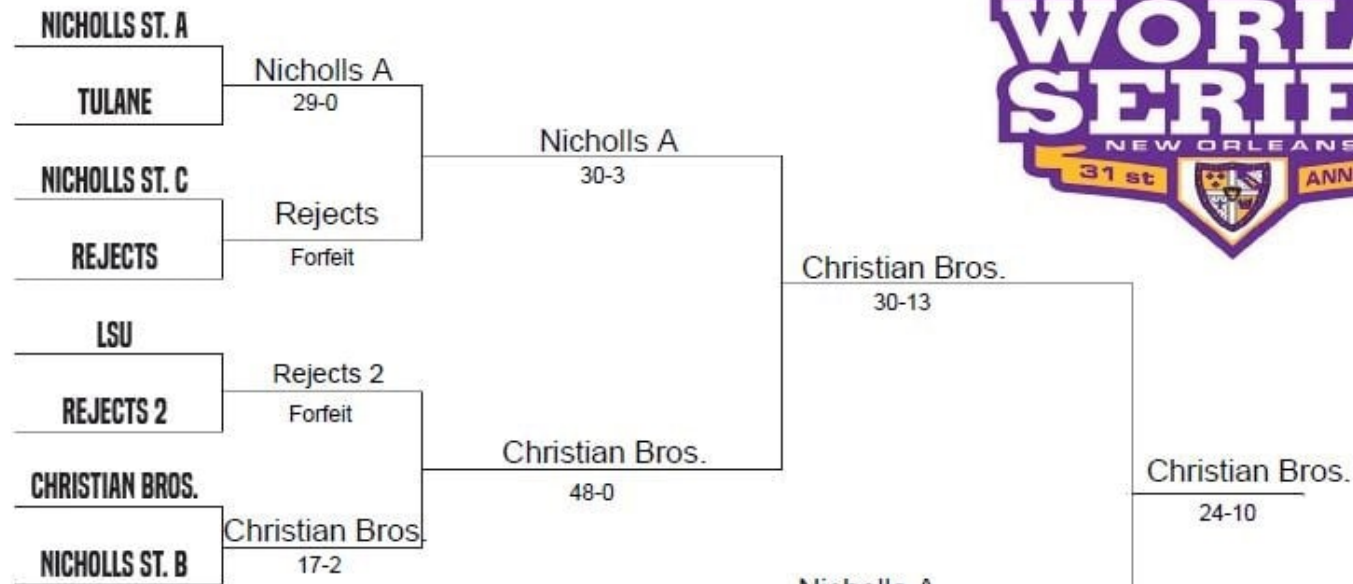 NICHOLLS ST. A
TULANE
NICHOLLS ST. C
REJECTS
LSU
REJECTS 2
CHRISTIAN BROS.
NICHOLLS ST. B
Nicholls A
29-0
Rejects
Forfeit
Rejects 2
Forfeit
Christian Bros.
17-2
Nicholls A
30-3
Christian Bros.
48-0
Christian Bros.
30-13
Nicholls A
Christian Bros.
24-10
WORL
SERIE
NEW ORLEANS
31 st
ANN